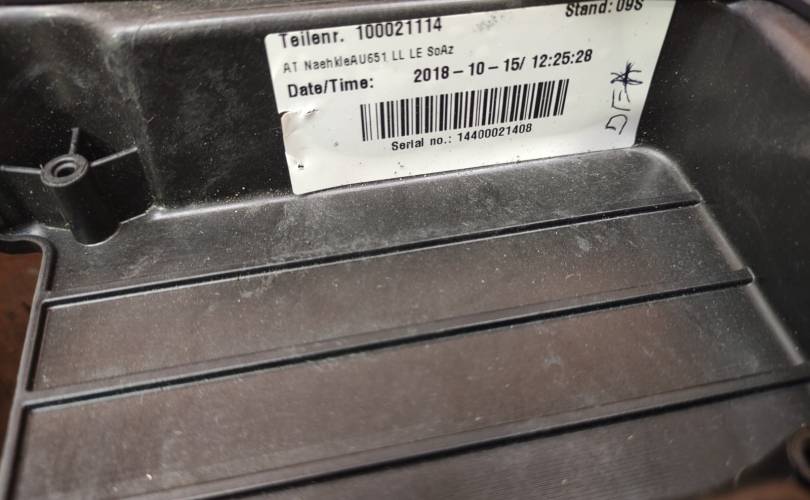 Stand: 09S
Teilenr. 100021114
AT NaehkleAU651 LL LE SoAz
Date/Time: 2018-10-15/ 12:25:28
Serial no.: 14400021408